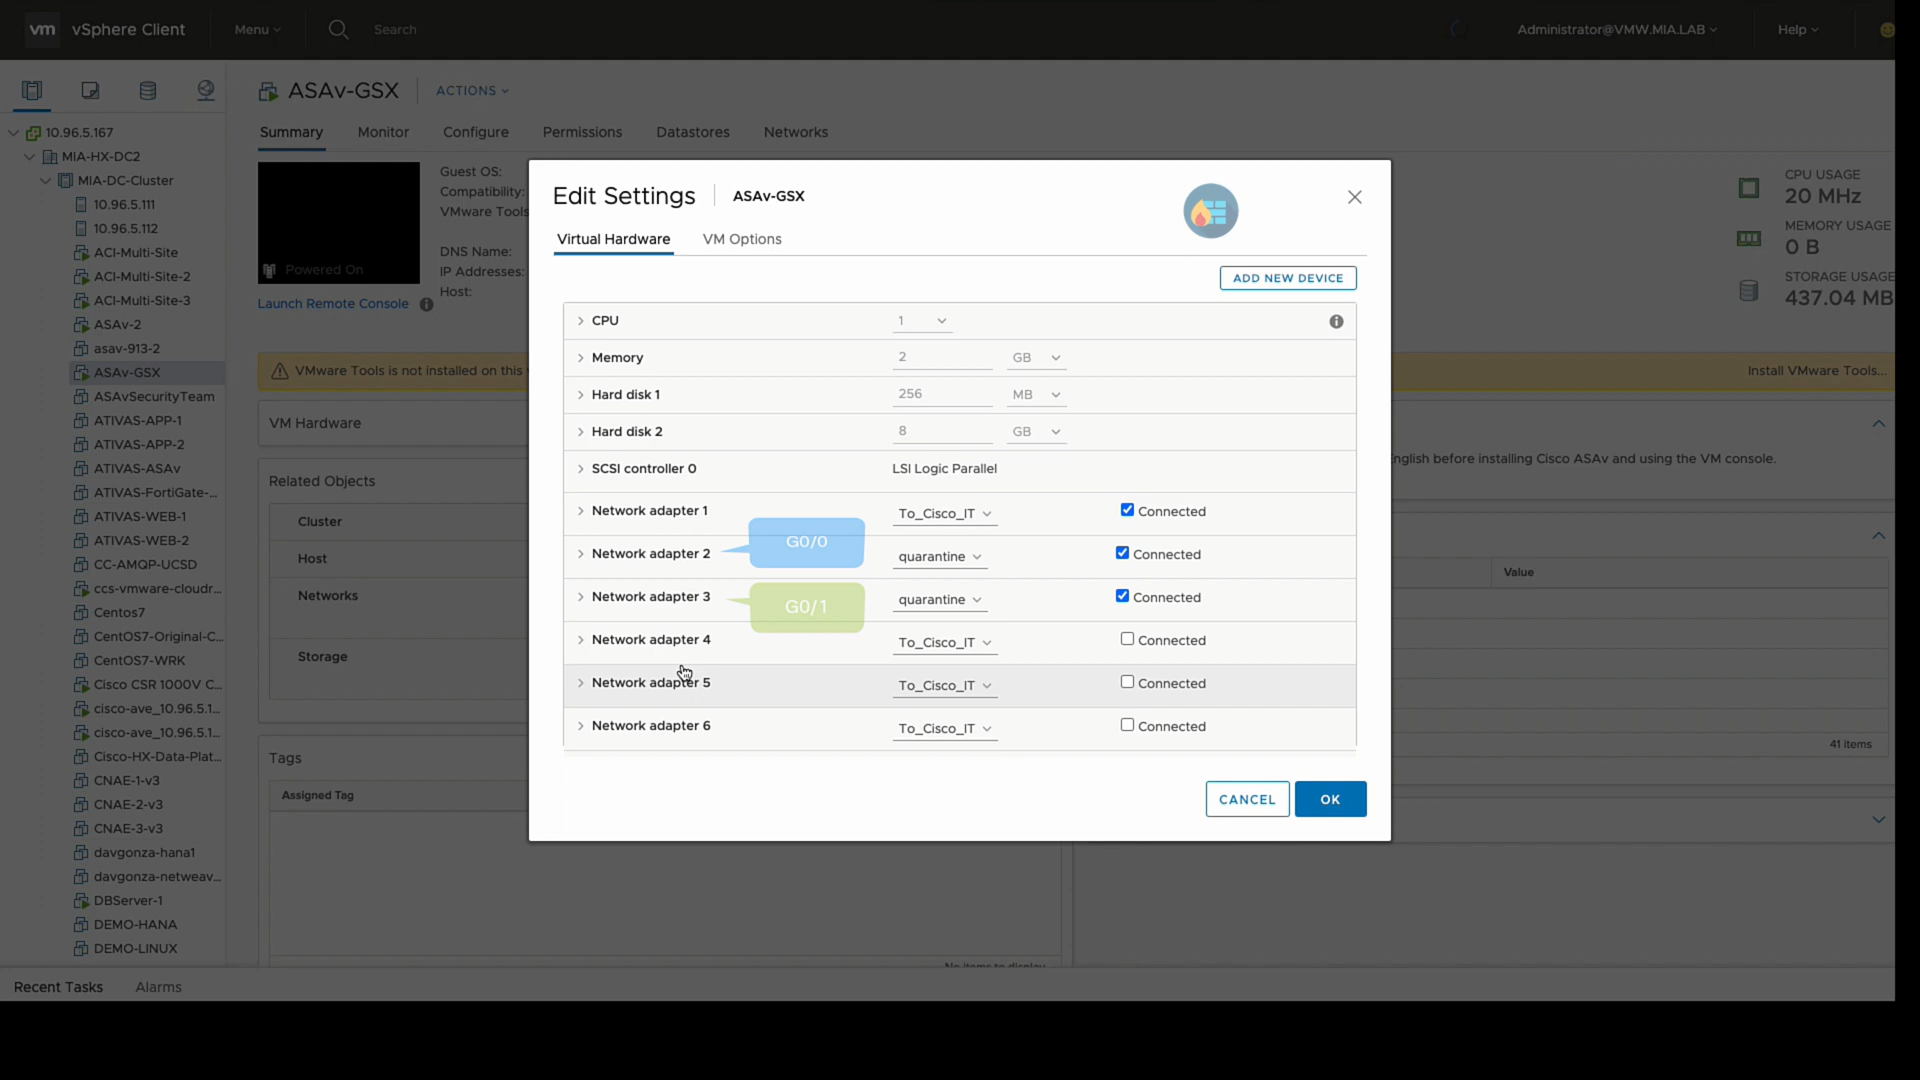 vm vSphere Client Menu Search Administrator@VMW.MIA.LAB Help
ASAv-GSX ACTIONS
Summary Monitor Configure Permissions Datastores Networks
10.96.5.167
MIA-HX-DC2
MIA-DC-Cluster
10.96.5.111
10.96.5.112
ACI-Multi-Site
ACI-Multi-Site-2
ACI-Multi-Site-3
ASAv-2
asav-913-2
ASAv-GSX
ASAvSecurityTeam
ATIVAS-APP-1
ATIVAS-APP-2
ATIVAS-ASAv
ATIVAS-FortiGate-...
ATIVAS-WEB-1
ATIVAS-WEB-2
CC-AMQP-UCSD
ccs-vmware-cloudr...
Centos7
CentOS7-Original-C...
CentOS7-WRK
Cisco CSR 1000V C...
cisco-ave_10.96.5.1...
cisco-ave_10.96.5.1...
Cisco-HX-Data-Plat...
CNAE-1-v3
CNAE-2-v3
CNAE-3-v3
davgonza-hana1
davgonza-netweav...
DBServer-1
DEMO-HANA
DEMO-LINUX
Powered On
Launch Remote Console
Guest OS:
Compatibility:
VMware Tools
DNS Name:
IP Addresses:
Host:
CPU USAGE
20 MHz
MEMORY USAGE
0 B
STORAGE USAGE
437.04 MB
VMware Tools is not installed on this Install VMware Tools...
VM Hardware
Related Objects
Cluster
Host
Networks
Storage
Tags
Assigned Tag
No items to display
English before installing Cisco ASAv and using the VM console.
Value
41 items
Edit Settings ASAv-GSX
Virtual Hardware VM Options
ADD NEW DEVICE
CPU 1
Memory 2 GB
Hard disk 1 256 MB
Hard disk 2 8 GB
SCSI controller 0 LSI Logic Parallel
Network adapter 1 To_Cisco_IT Connected
Network adapter 2 G0/0 quarantine Connected
Network adapter 3 G0/1 quarantine Connected
Network adapter 4 To_Cisco_IT Connected
Network adapter 5 To_Cisco_IT Connected
Network adapter 6 To_Cisco_IT Connected
CANCEL OK
Recent Tasks Alarms